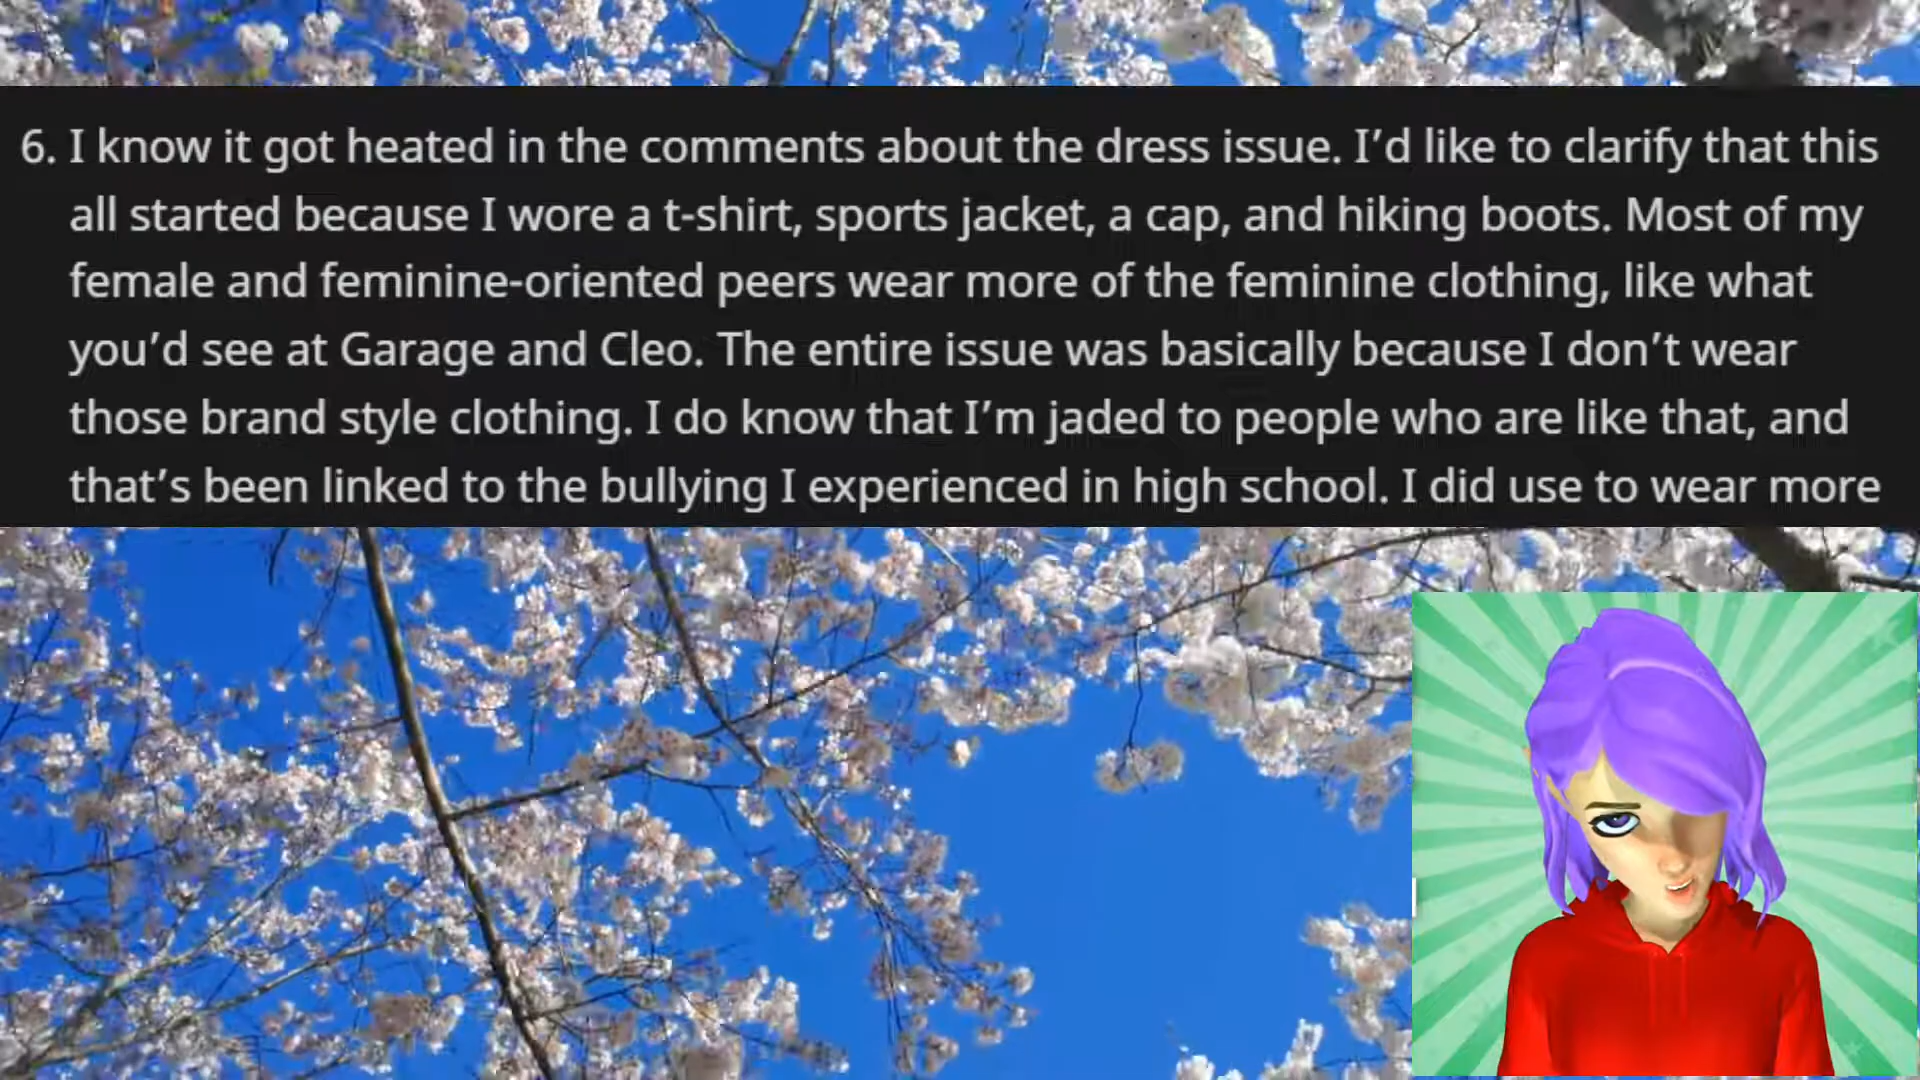 6. I know it got heated in the comments about the dress issue. I’d like to clarify that this
all started because I wore a t-shirt, sports jacket, a cap, and hiking boots. Most of my
female and feminine-oriented peers wear more of the feminine clothing, like what
you’d see at Garage and Cleo. The entire issue was basically because I don’t wear
those brand style clothing. I do know that I’m jaded to people who are like that, and
that’s been linked to the bullying I experienced in high school. I did use to wear more